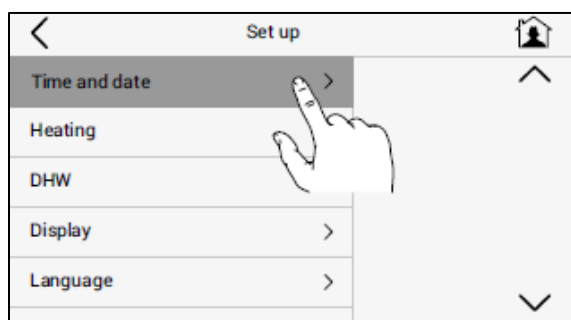 Set up
Time and date
Heating
DHW
Display
Language